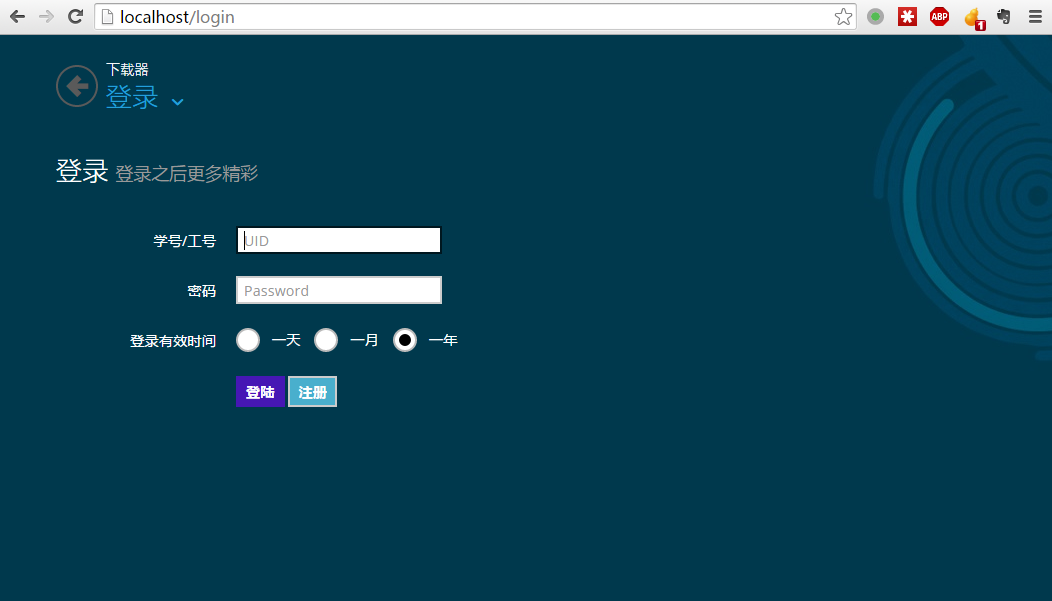 localhost/login
ABP
1
下载器
登录
登录 登录之后更多精彩
学号/工号 UID
密码 Password
登录有效时间 一天 一月 一年
登陆 注册